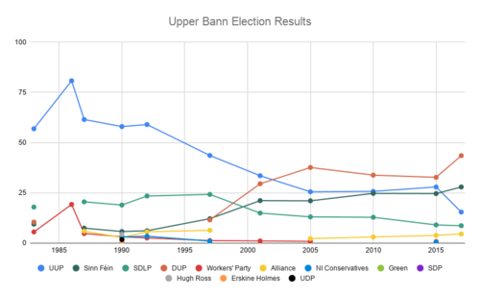 Upper Bann Election Results
100
75
50
25
0
1985 1990 1995 2000 2005 2010 2015
UUP Sinn Féin SDLP DUP Workers' Party Alliance NI Conservatives Green SDP
Hugh Ross Erskine Holmes UDP